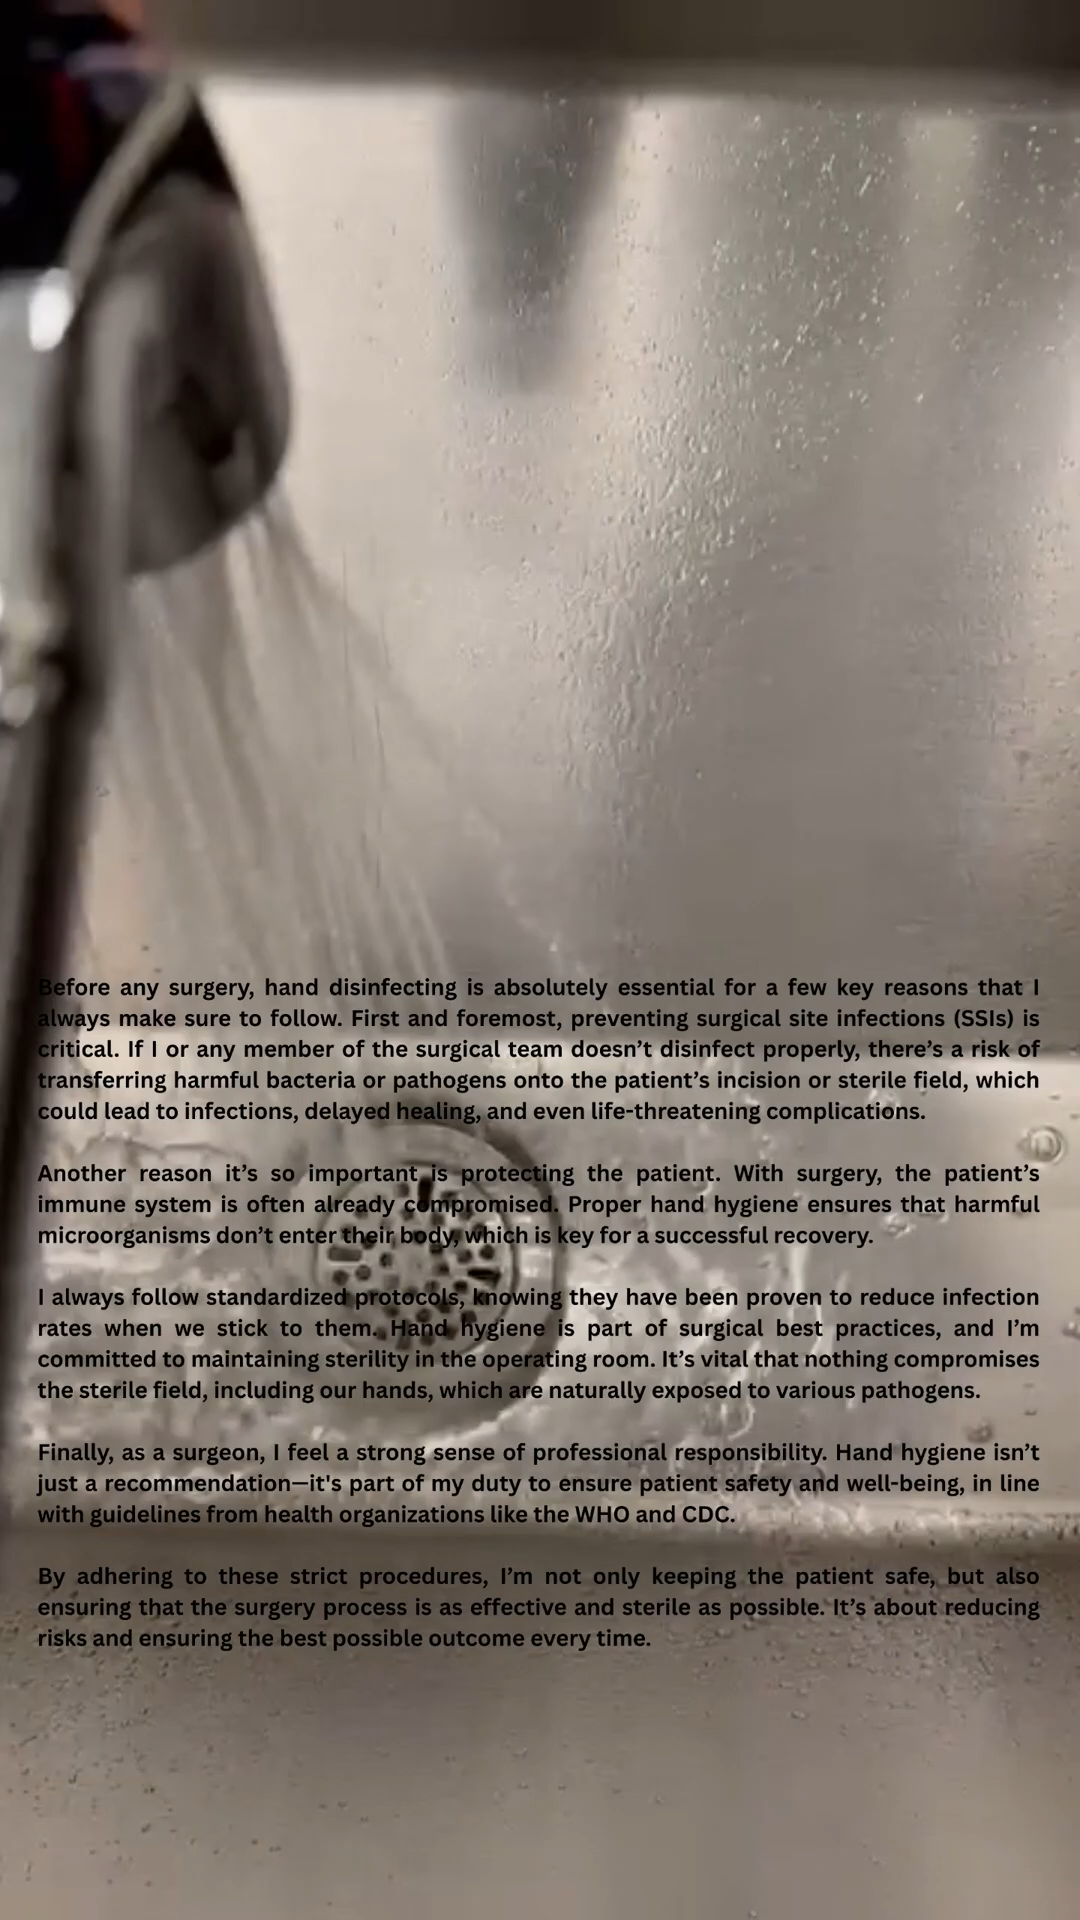 Before any surgery, hand disinfecting is absolutely essential for a few key reasons that I
always make sure to follow. First and foremost, preventing surgical site infections (SSIs) is
critical. If I or any member of the surgical team doesn’t disinfect properly, there’s a risk of
transferring harmful bacteria or pathogens onto the patient’s incision or sterile field, which
could lead to infections, delayed healing, and even life-threatening complications.
Another reason it’s so important is protecting the patient. With surgery, the patient’s
immune system is often already compromised. Proper hand hygiene ensures that harmful
microorganisms don’t enter their body, which is key for a successful recovery.
I always follow standardized protocols, knowing they have been proven to reduce infection
rates when we stick to them. Hand hygiene is part of surgical best practices, and I’m
committed to maintaining sterility in the operating room. It’s vital that nothing compromises
the sterile field, including our hands, which are naturally exposed to various pathogens.
Finally, as a surgeon, I feel a strong sense of professional responsibility. Hand hygiene isn’t
just a recommendation—it's part of my duty to ensure patient safety and well-being, in line
with guidelines from health organizations like the WHO and CDC.
By adhering to these strict procedures, I’m not only keeping the patient safe, but also
ensuring that the surgery process is as effective and sterile as possible. It’s about reducing
risks and ensuring the best possible outcome every time.